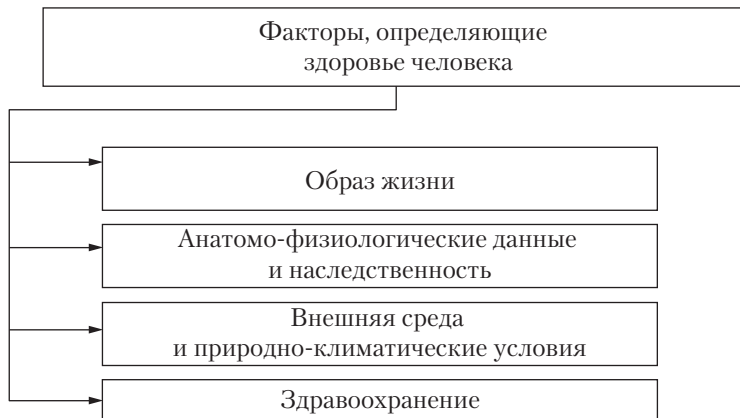 Факторы, определяющие
здоровье человека
Образ жизни
Анатомо-физиологические данные
и наследственность
Внешняя среда
и природно-климатические условия
Здравоохранение